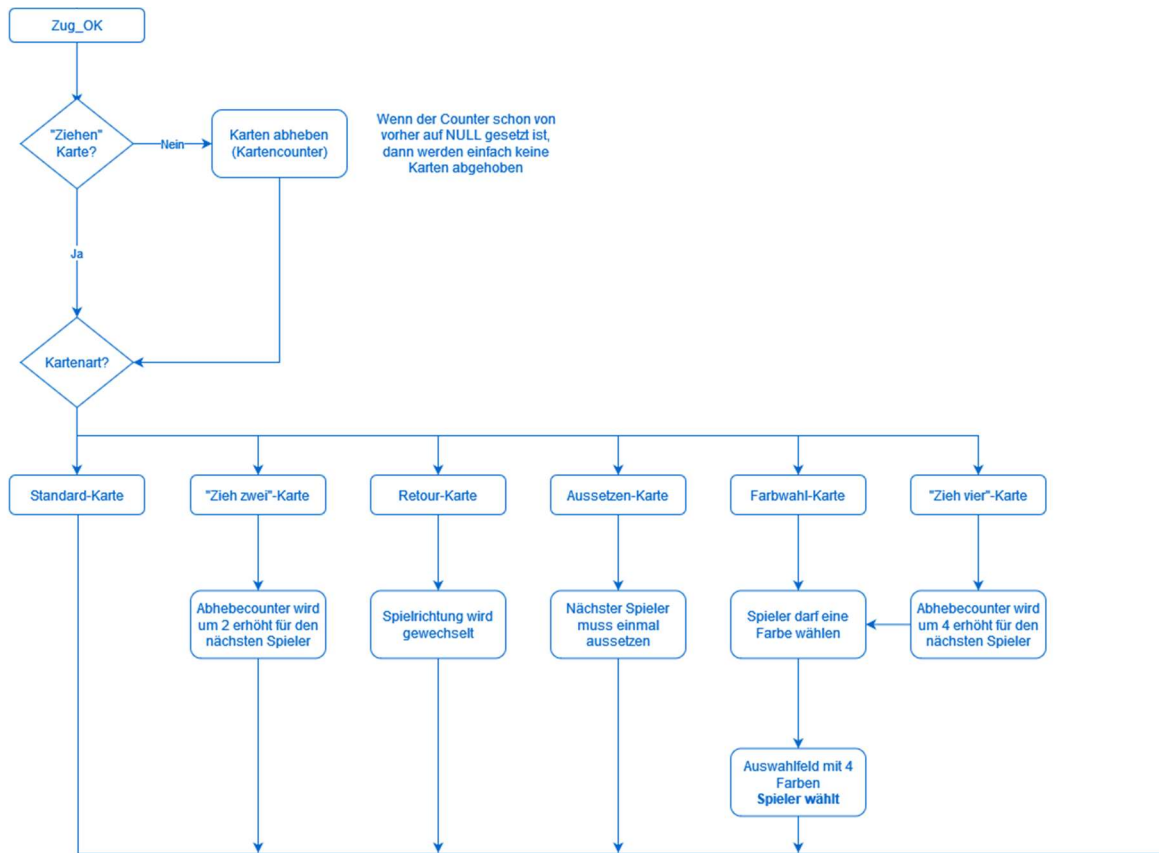 Zug_OK
"Ziehen"
Karte?
Nein
Karten abheben
(Kartencounter)
Wenn der Counter schon von
vorher auf NULL gesetzt ist,
dann werden einfach keine
Karten abgehoben
Ja
Kartenart?
Standard-Karte
"Zieh zwei"-Karte
Retour-Karte
Aussetzen-Karte
Farbwahl-Karte
"Zieh vier"-Karte
Abhebecounter wird
um 2 erhöht für den
nächsten Spieler
Spielrichtung wird
gewechselt
Nächster Spieler
muss einmal
aussetzen
Spieler darf eine
Farbe wählen
Abhebecounter wird
um 4 erhöht für den
nächsten Spieler
Auswahlfeld mit 4
Farben
Spieler wählt